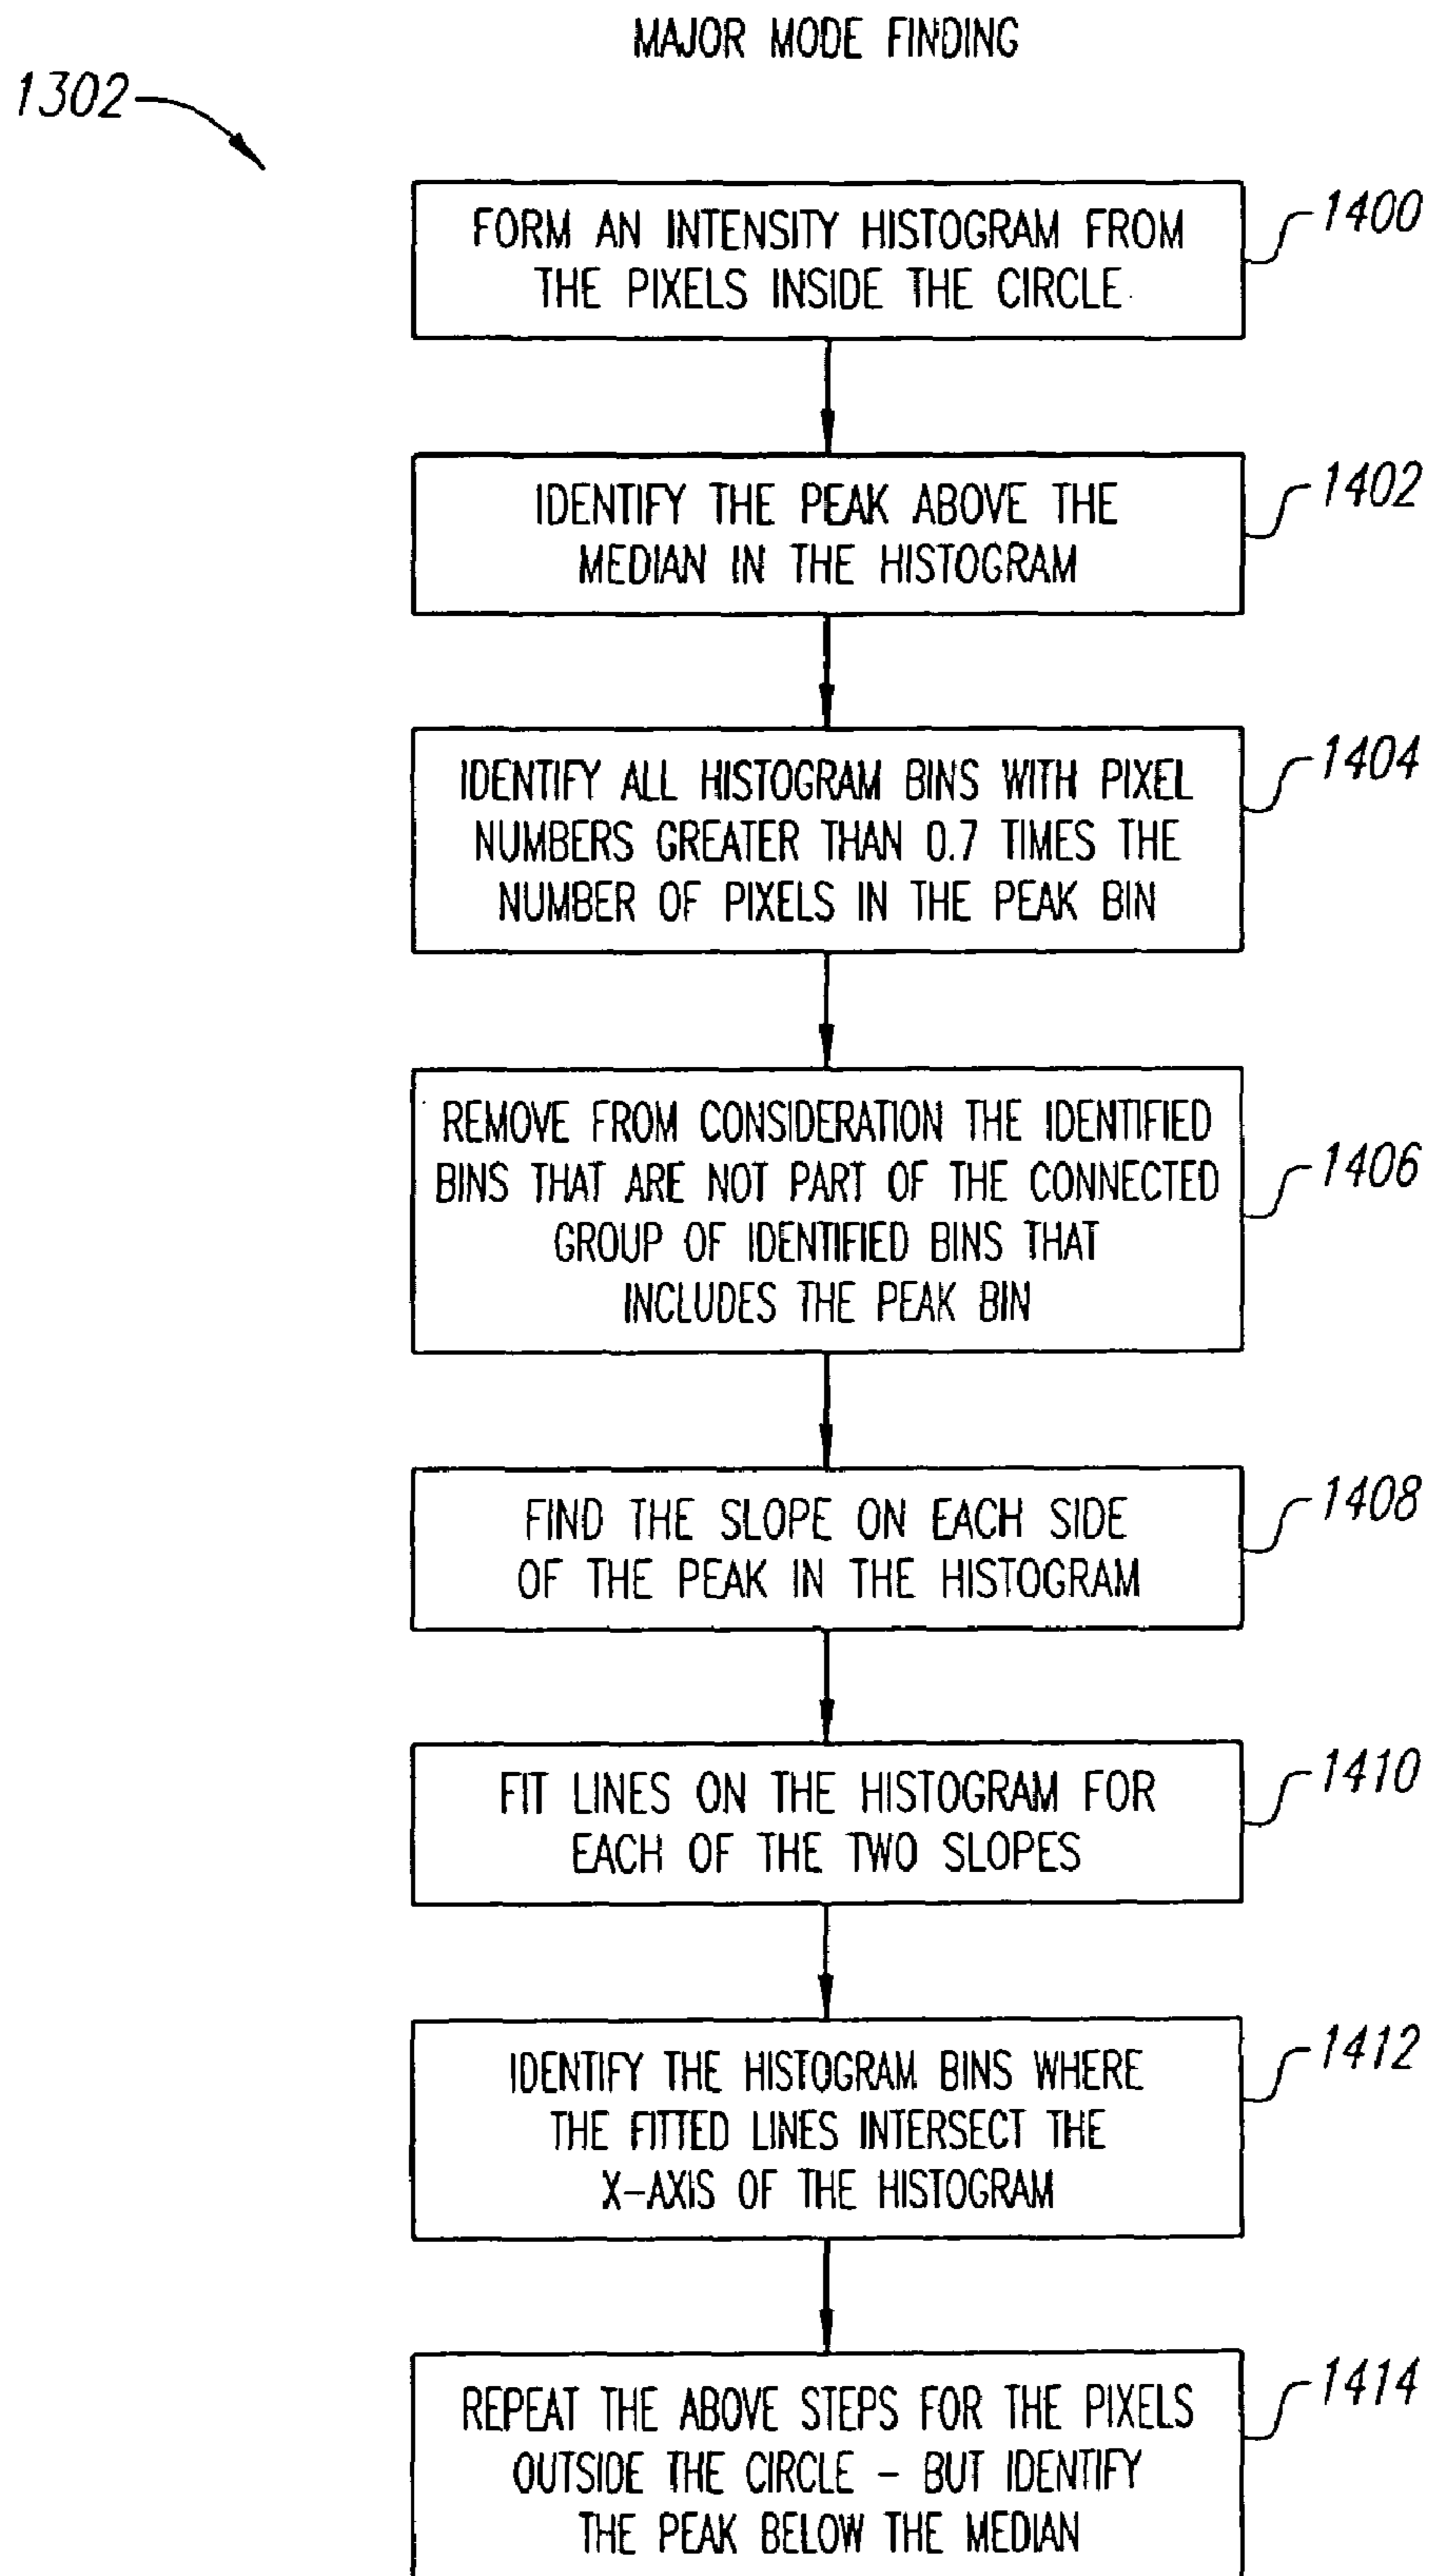 MAJOR MODE FINDING
1302
FORM AN INTENSITY HISTOGRAM FROM
THE PIXELS INSIDE THE CIRCLE
1400
IDENTIFY THE PEAK ABOVE THE
MEDIAN IN THE HISTOGRAM
1402
IDENTIFY ALL HISTOGRAM BINS WITH PIXEL
NUMBERS GREATER THAN 0.7 TIMES THE
NUMBER OF PIXELS IN THE PEAK BIN
1404
REMOVE FROM CONSIDERATION THE IDENTIFIED
BINS THAT ARE NOT PART OF THE CONNECTED
GROUP OF IDENTIFIED BINS THAT
INCLUDES THE PEAK BIN
1406
FIND THE SLOPE ON EACH SIDE
OF THE PEAK IN THE HISTOGRAM
1408
FIT LINES ON THE HISTOGRAM FOR
EACH OF THE TWO SLOPES
1410
IDENTIFY THE HISTOGRAM BINS WHERE
THE FITTED LINES INTERSECT THE
X-AXIS OF THE HISTOGRAM
1412
REPEAT THE ABOVE STEPS FOR THE PIXELS
OUTSIDE THE CIRCLE – BUT IDENTIFY
THE PEAK BELOW THE MEDIAN
1414